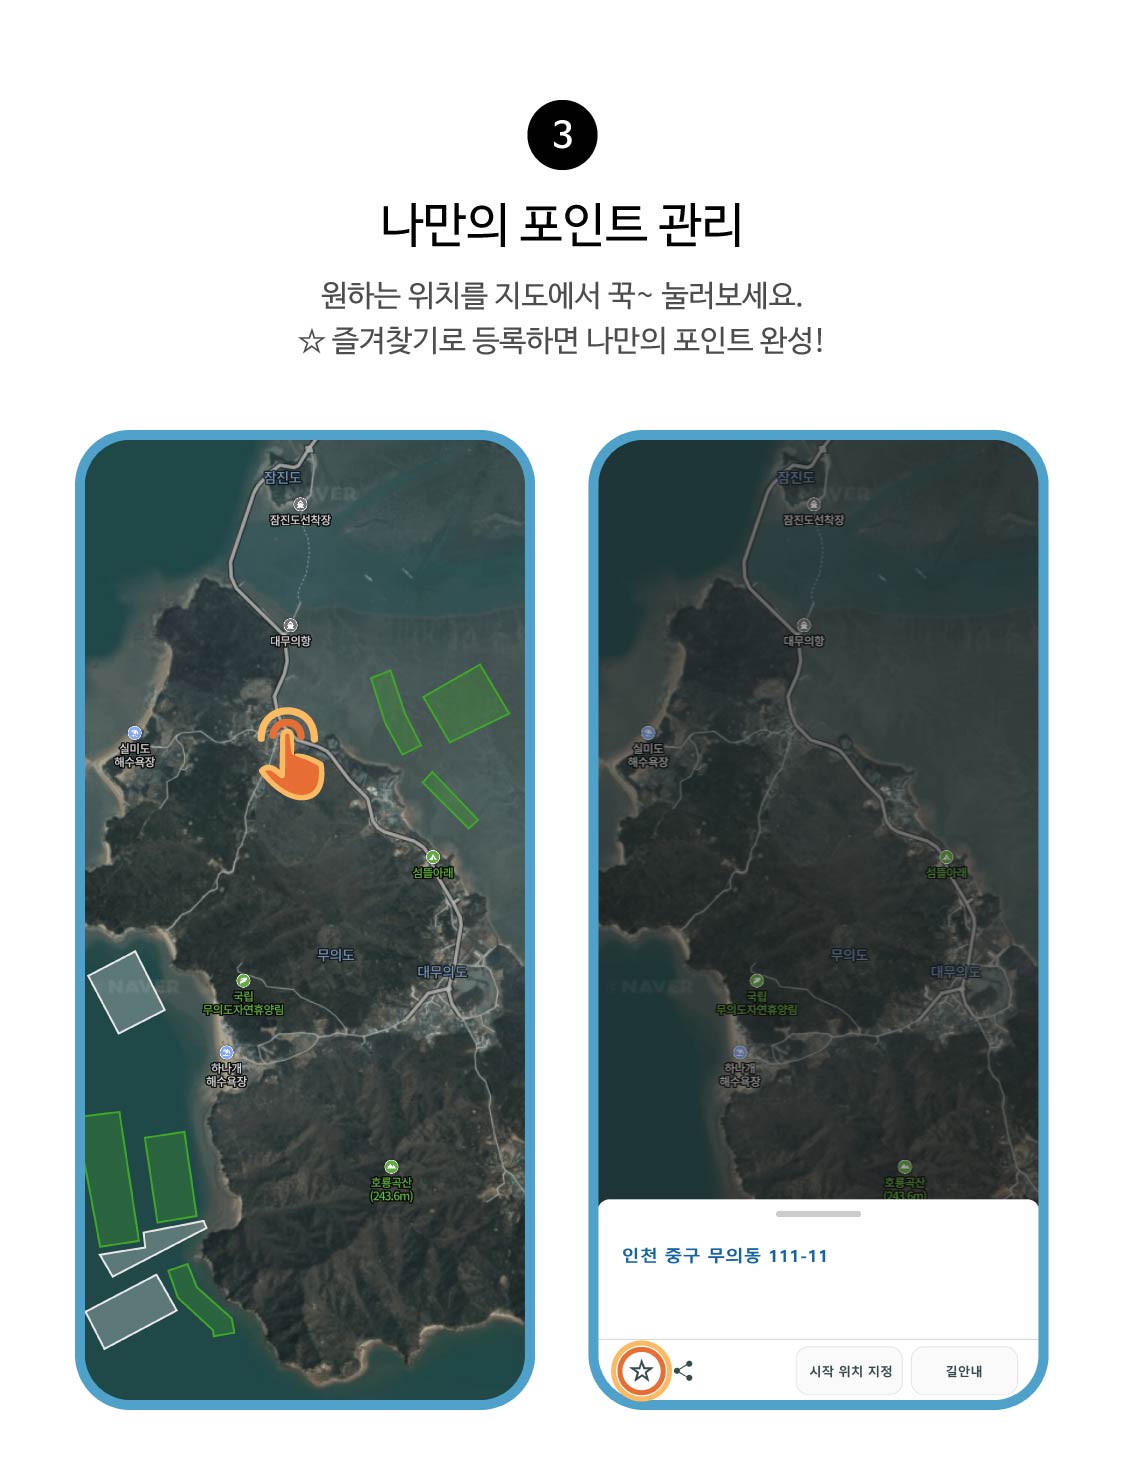 3
나만의 포인트 관리
원하는 위치를 지도에서 꾹~ 눌러보세요.
☆ 즐겨찾기로 등록하면 나만의 포인트 완성!
잠진도
NAVER
잠진도선착장
대무의항
실미도
해수욕장
섬뜰아래
무의도
대무의도
NAVER
국립
무의도자연휴양림
하나개
해수욕장
호룡곡산
(243.6m)
잠진도
NAVER
잠진도선착장
대무의항
실미도
해수욕장
섬뜰아래
무의도
대무의도
NAVER
국립
무의도자연휴양림
하나개
해수욕장
호룡곡산
(243.6m)
인천 중구 무의동 111-11
시작 위치 지정
길안내